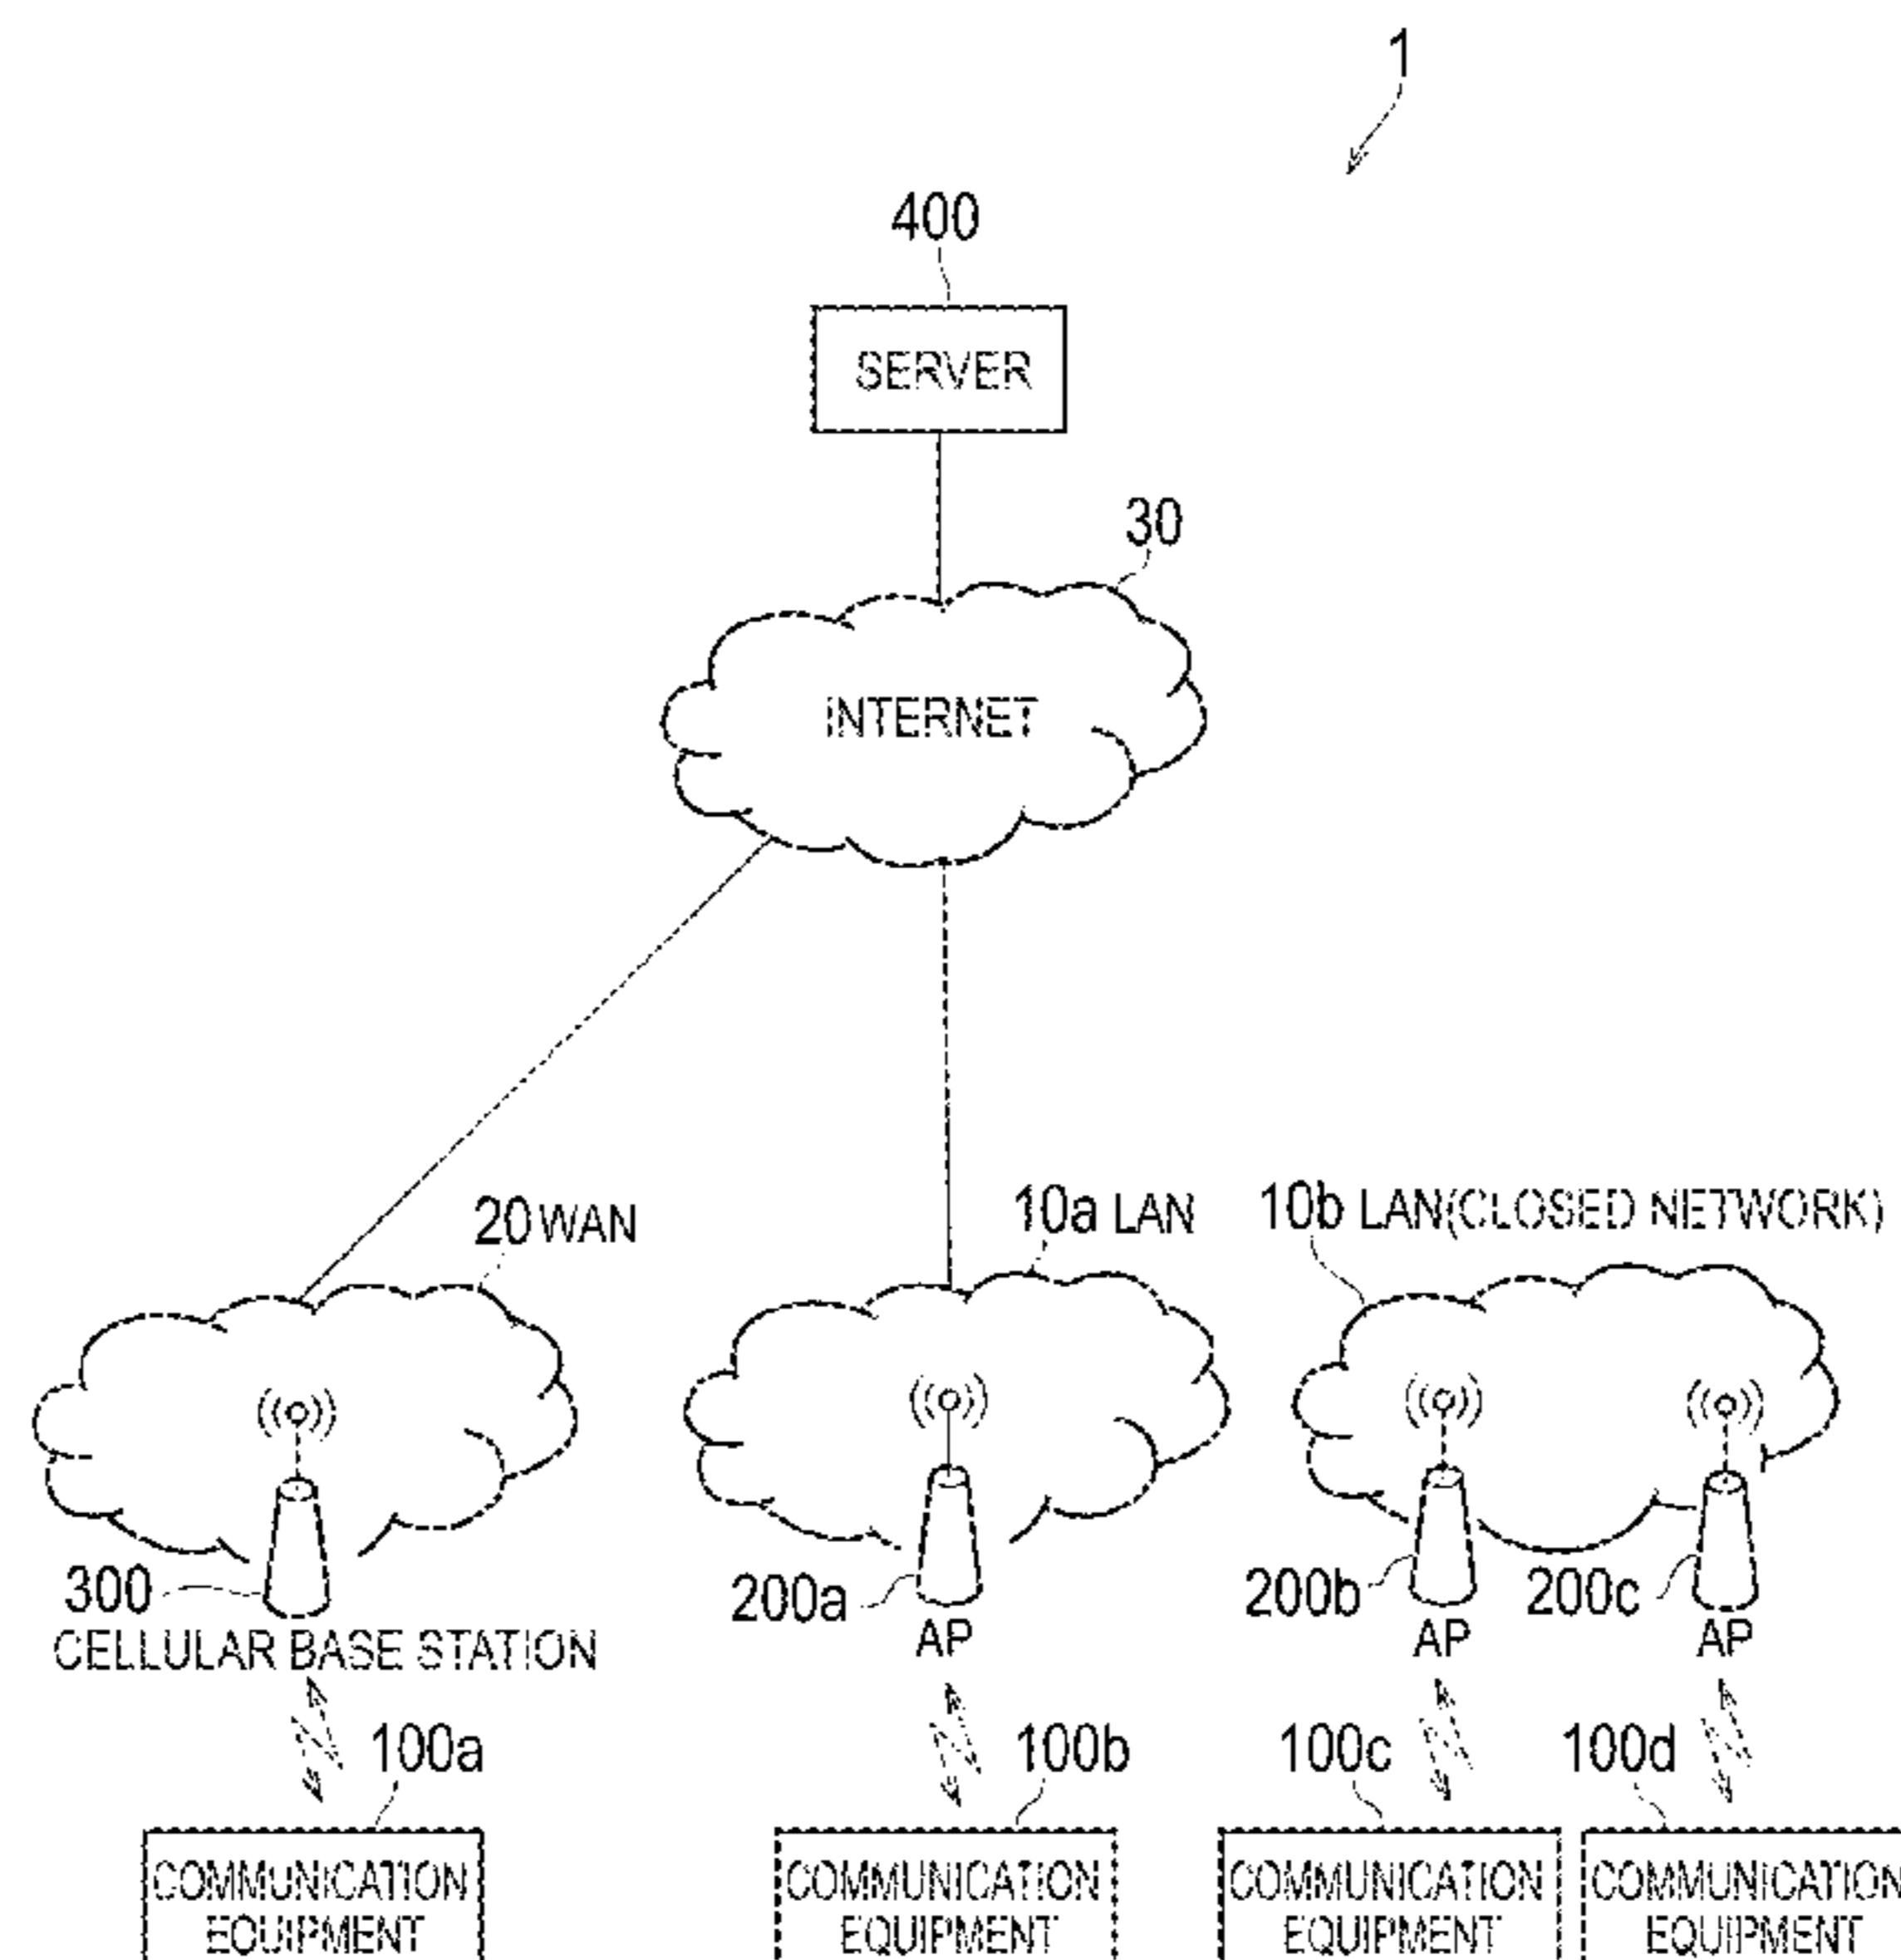 1
400
SERVER
30
INTERNET
20 WAN
10a LAN
10b LAN(CLOSED NETWORK)
300
200a
200b
200c
CELLULAR BASE STATION
AP
AP
AP
100a
100b
100c
100d
COMMUNICATION
EQUIPMENT
COMMUNICATION
EQUIPMENT
COMMUNICATION
EQUIPMENT
COMMUNICATION
EQUIPMENT